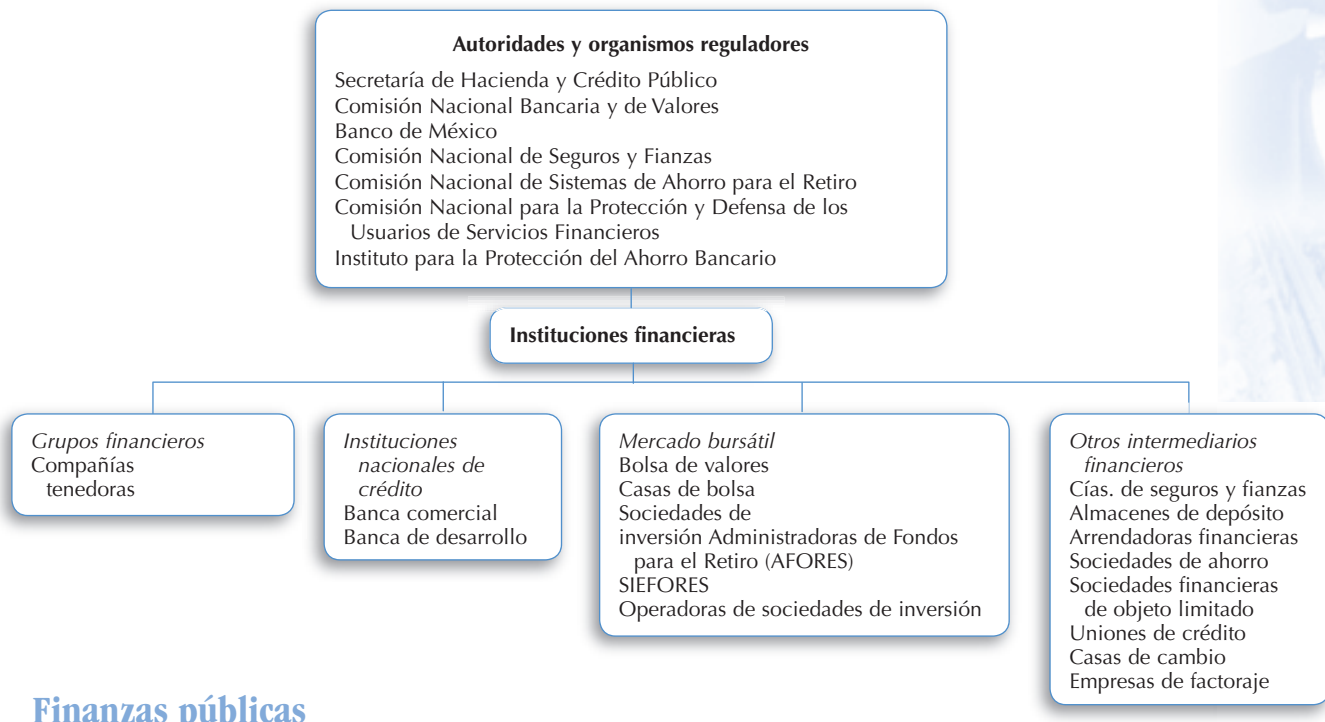 Autoridades y organismos reguladores
Secretaría de Hacienda y Crédito Público
Comisión Nacional Bancaria y de Valores
Banco de México
Comisión Nacional de Seguros y Fianzas
Comisión Nacional de Sistemas de Ahorro para el Retiro
Comisión Nacional para la Protección y Defensa de los
Usuarios de Servicios Financieros
Instituto para la Protección del Ahorro Bancario
Instituciones financieras
Grupos financieros
Compañías
tenedoras
Instituciones
nacionales de
crédito
Banca comercial
Banca de desarrollo
Mercado bursátil
Bolsa de valores
Casas de bolsa
Sociedades de
inversión Administradoras de Fondos
para el Retiro (AFORES)
SIEFORES
Operadoras de sociedades de inversión
Otros intermediarios
financieros
Cías. de seguros y fianzas
Almacenes de depósito
Arrendadoras financieras
Sociedades de ahorro
Sociedades financieras
de objeto limitado
Uniones de crédito
Casas de cambio
Empresas de factoraje
Finanzas públicas